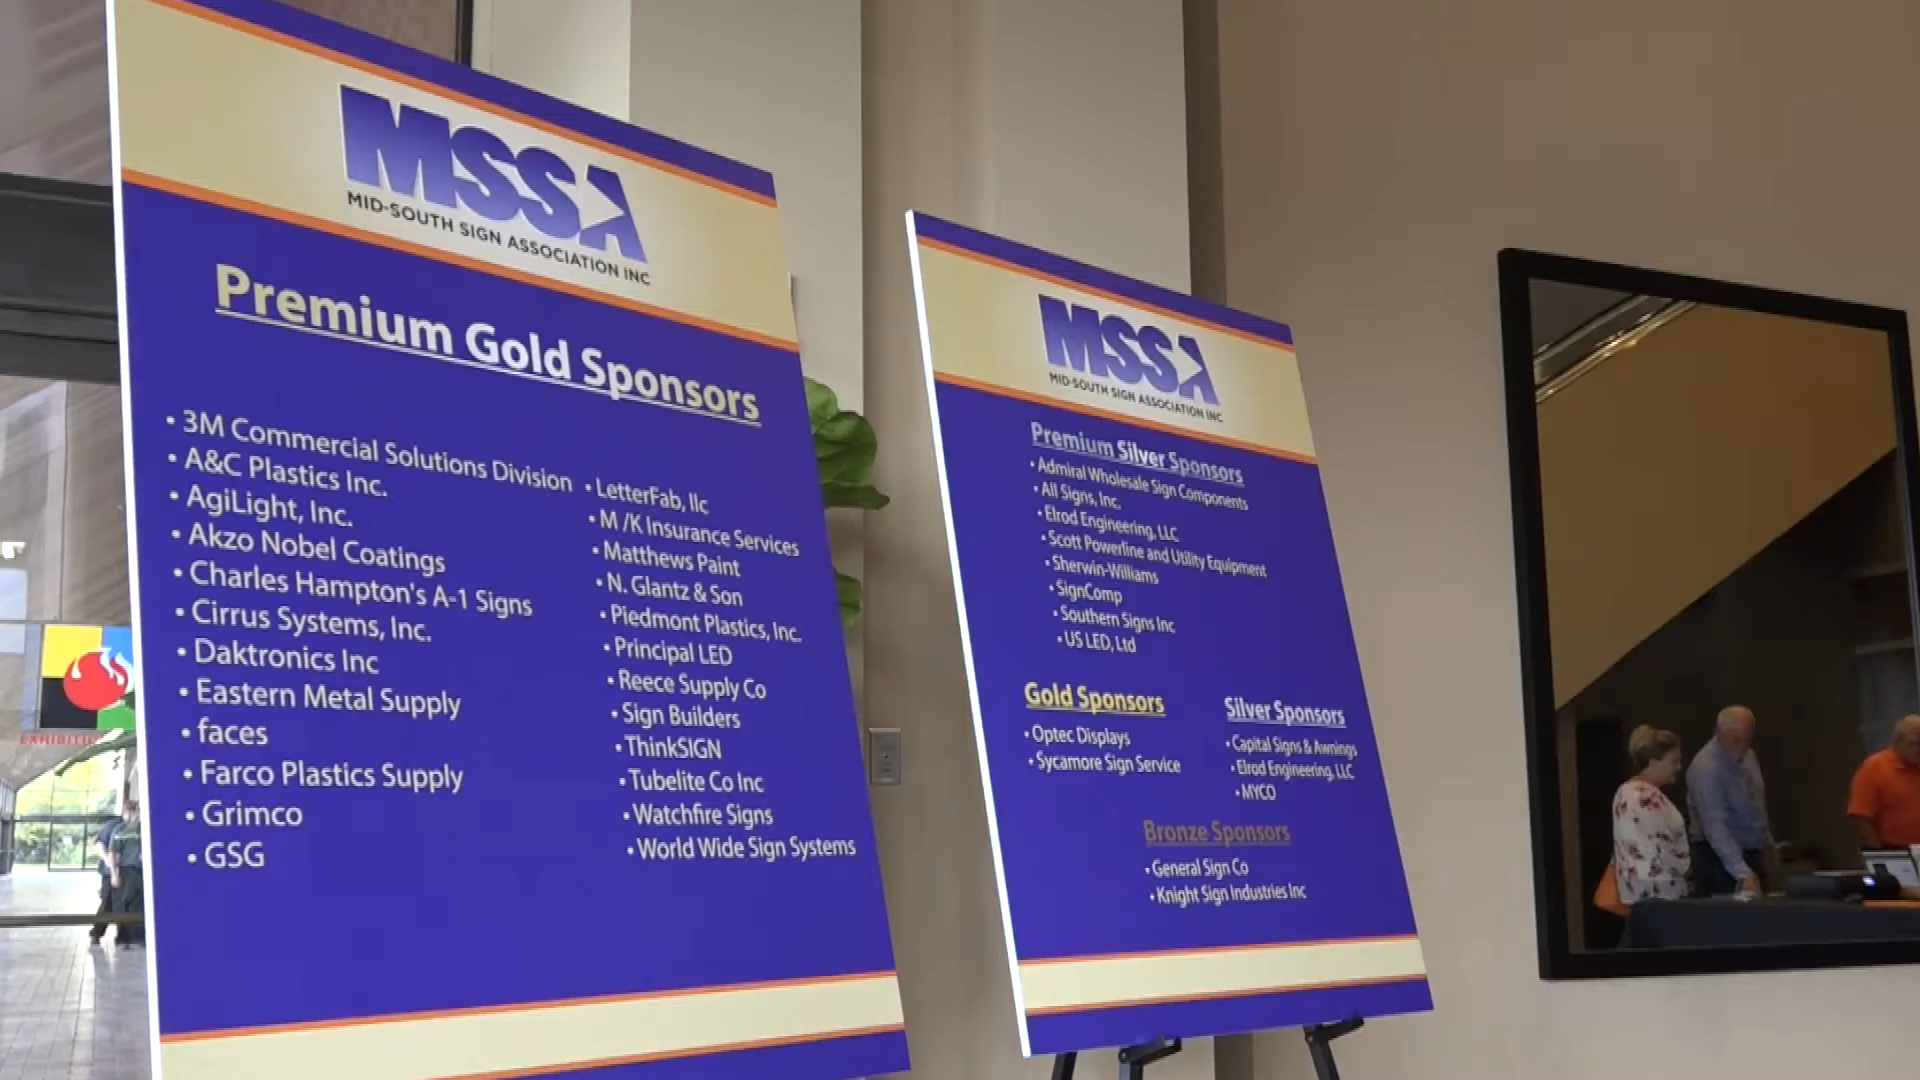 MSSA
MID-SOUTH SIGN ASSOCIATION INC
Premium Gold Sponsors
• 3M Commercial Solutions Division
• A&C Plastics Inc.
• AgiLight, Inc.
• Akzo Nobel Coatings
• Charles Hampton's A-1 Signs
• Cirrus Systems, Inc.
• Daktronics Inc
• Eastern Metal Supply
• faces
• Farco Plastics Supply
• Grimco
• GSG
• LetterFab, llc
• M /K Insurance Services
• Matthews Paint
• N. Glantz & Son
• Piedmont Plastics, Inc.
• Principal LED
• Reece Supply Co
• Sign Builders
• ThinkSIGN
• Tubelite Co Inc
• Watchfire Signs
• World Wide Sign Systems
MSSA
MID-SOUTH SIGN ASSOCIATION INC
Premium Silver Sponsors
• Admiral Wholesale Sign Components
• All Signs, Inc.
• Elrod Engineering, LLC
• Scott Powerline and Utility Equipment
• Sherwin-Williams
• SignComp
• Southern Signs Inc
• US LED, Ltd
Gold Sponsors
• Optec Displays
• Sycamore Sign Service
Silver Sponsors
• Capital Signs & Awnings
• Elrod Engineering, LLC
• MYCO
Bronze Sponsors
• General Sign Co
• Knight Sign Industries Inc